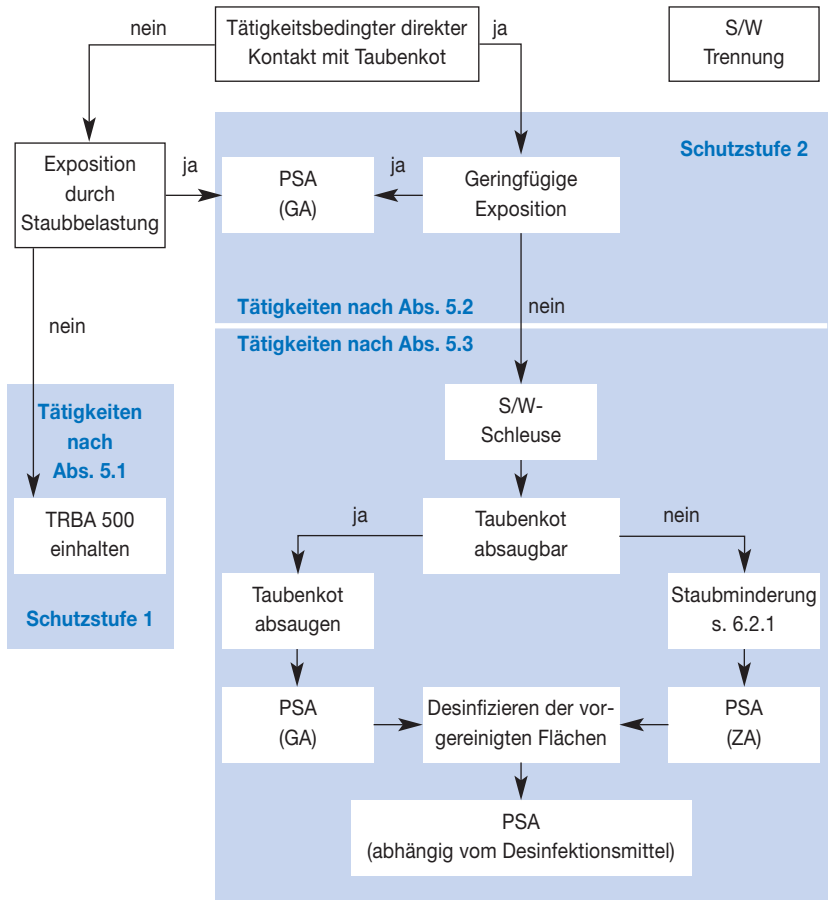 nein
Tätigkeitsbedingter direkter
Kontakt mit Taubenkot
ja
S/W
Trennung
Exposition
durch
Staubbelastung
ja
PSA
(GA)
ja
Geringfügige
Exposition
Schutzstufe 2
Tätigkeiten nach Abs. 5.2
nein
nein
Tätigkeiten nach Abs. 5.3
Tätigkeiten
nach
Abs. 5.1
TRBA 500
einhalten
Schutzstufe 1
S/W-
Schleuse
ja
Taubenkot
absaugbar
nein
Taubenkot
absaugen
Staubminderung
s. 6.2.1
PSA
(GA)
Desinfizieren der vor-
gereinigten Flächen
PSA
(ZA)
PSA
(abhängig vom Desinfektionsmittel)